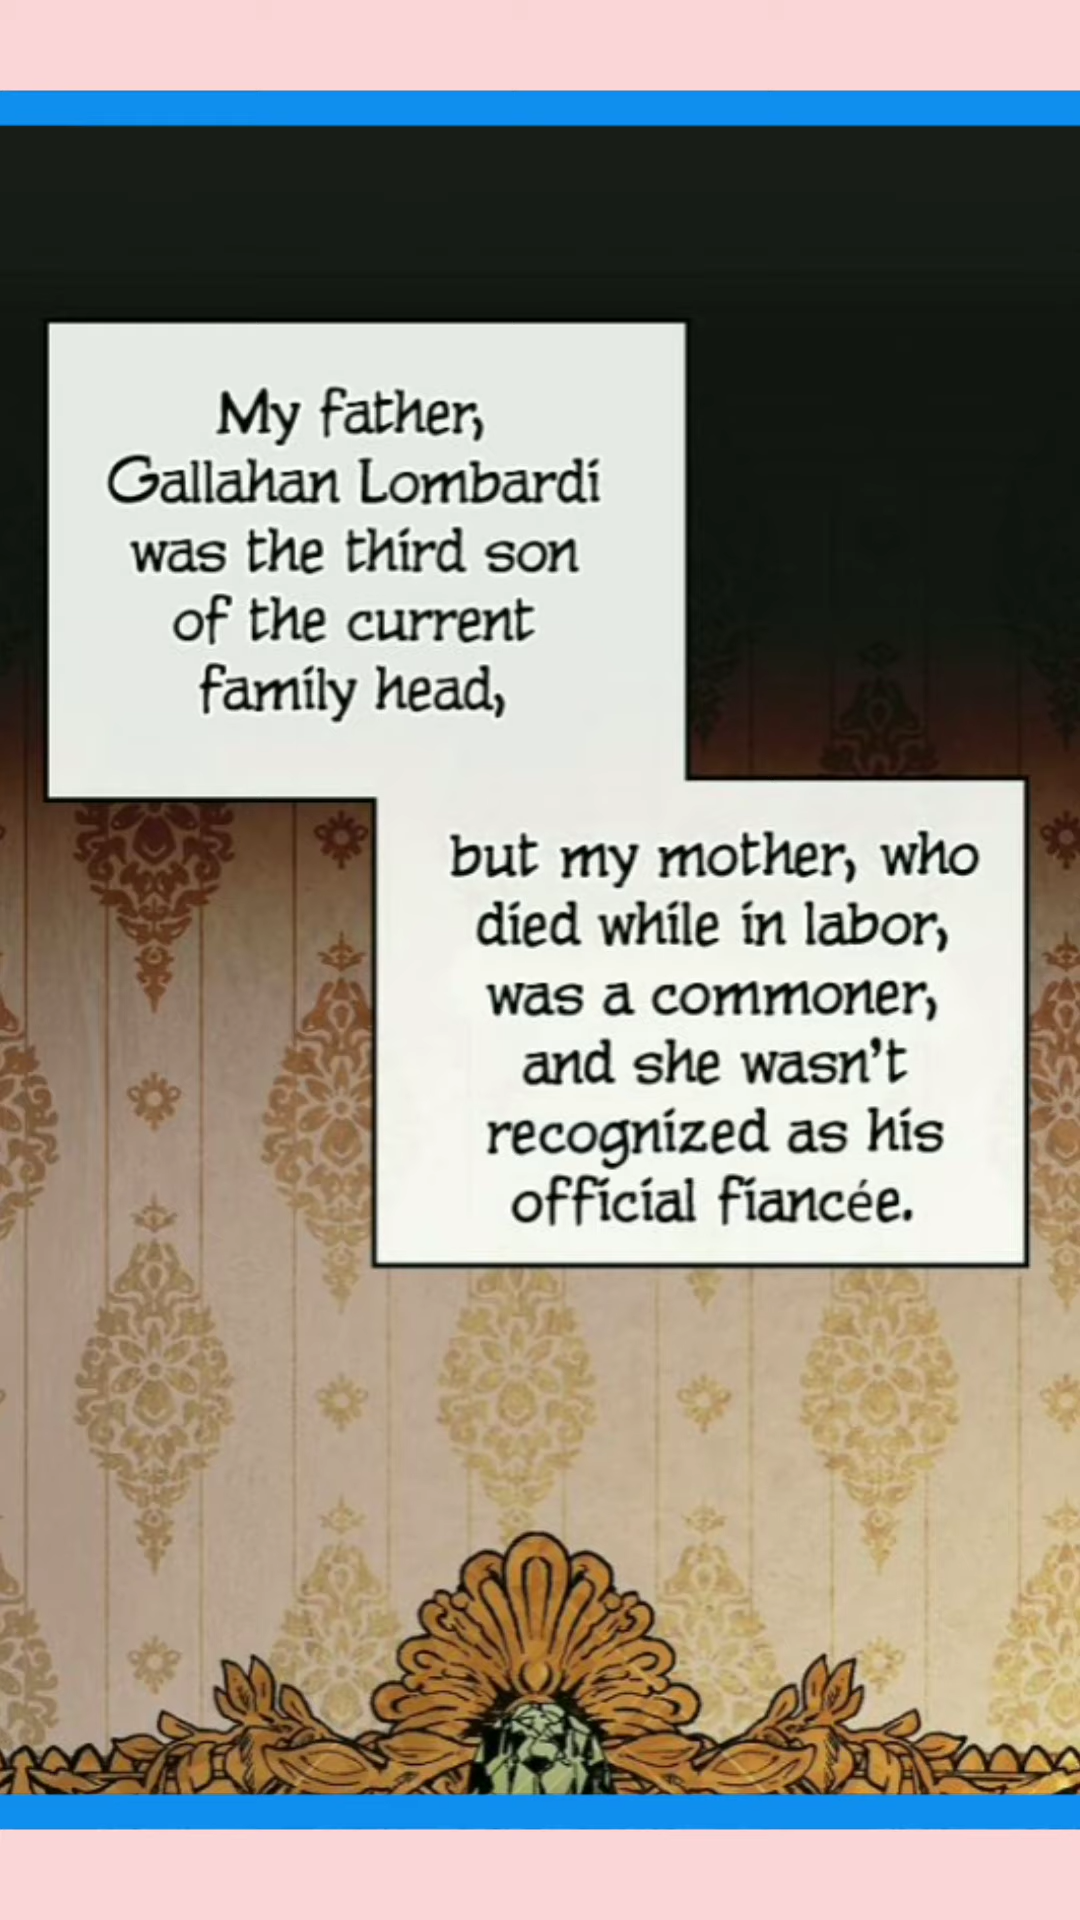 My father,
Gallahan Lombardi
was the third son
of the current
family head,
but my mother, who
died while in labor,
was a commoner,
and she wasn't
recognized as his
official fiancée.